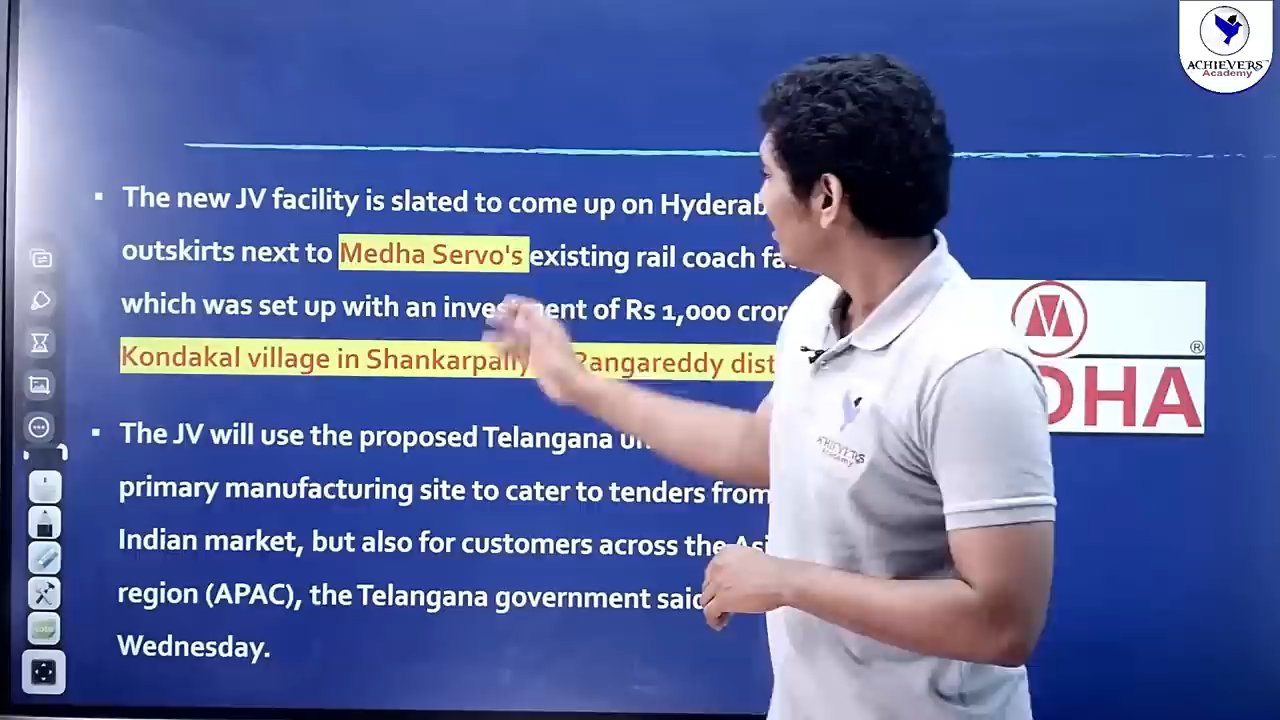 ACHIEVERS
Academy
The new JV facility is slated to come up on Hyderab
outskirts next to Medha Servo's existing rail coach fa
which was set up with an investment of Rs 1,000 cror
Kondakal village in Shankarpally Rangareddy dist
The JV will use the proposed Telangana
primary manufacturing site to cater to tenders from
Indian market, but also for customers across the Asi
region (APAC), the Telangana government said
Wednesday.
®
DHA
ACHIEVERS
Academy